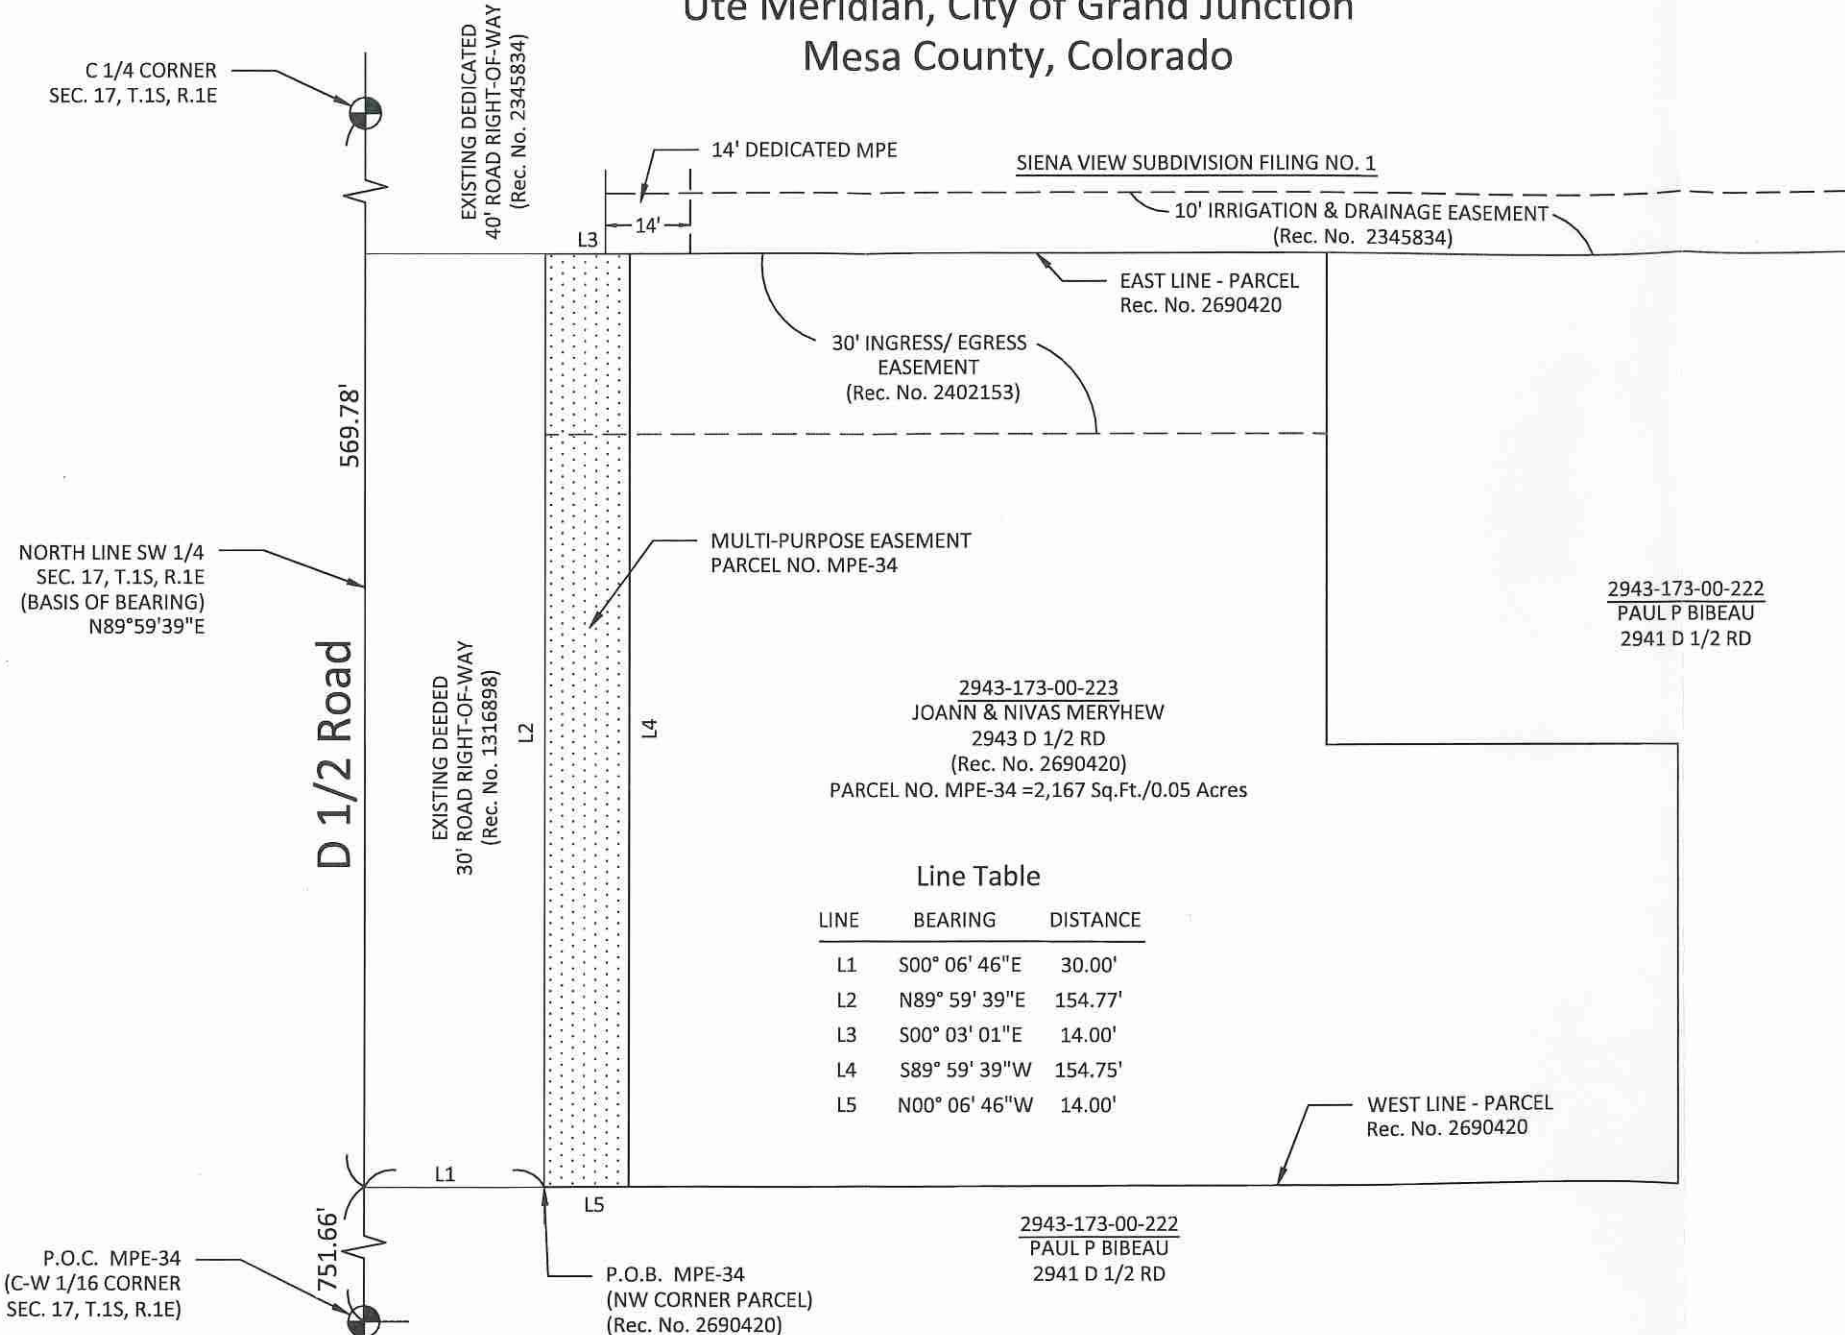 Ute Meridian, City of Grand Junction
Mesa County, Colorado
C 1/4 CORNER
SEC. 17, T.1S, R.1E
EXISTING DEDICATED
40' ROAD RIGHT-OF-WAY
(Rec. No. 2345834)
14' DEDICATED MPE
SIENA VIEW SUBDIVISION FILING NO. 1
10' IRRIGATION & DRAINAGE EASEMENT
(Rec. No. 2345834)
14'
L3
EAST LINE - PARCEL
Rec. No. 2690420
30' INGRESS/ EGRESS
EASEMENT
(Rec. No. 2402153)
569.78'
NORTH LINE SW 1/4
SEC. 17, T.1S, R.1E
(BASIS OF BEARING)
N89°59'39"E
MULTI-PURPOSE EASEMENT
PARCEL NO. MPE-34
2943-173-00-222
PAUL P BIBEAU
2941 D 1/2 RD
D 1/2 Road
EXISTING DEEDED
30' ROAD RIGHT-OF-WAY
(Rec. No. 1316898)
L2
L4
2943-173-00-223
JOANN & NIVAS MERYHEW
2943 D 1/2 RD
(Rec. No. 2690420)
PARCEL NO. MPE-34 =2,167 Sq.Ft./0.05 Acres
Line Table
LINE BEARING DISTANCE
L1 S00° 06' 46"E 30.00'
L2 N89° 59' 39"E 154.77'
L3 S00° 03' 01"E 14.00'
L4 S89° 59' 39"W 154.75'
L5 N00° 06' 46"W 14.00'
WEST LINE - PARCEL
Rec. No. 2690420
L1
L5
751.66'
P.O.C. MPE-34
(C-W 1/16 CORNER
SEC. 17, T.1S, R.1E)
P.O.B. MPE-34
(NW CORNER PARCEL)
(Rec. No. 2690420)
2943-173-00-222
PAUL P BIBEAU
2941 D 1/2 RD